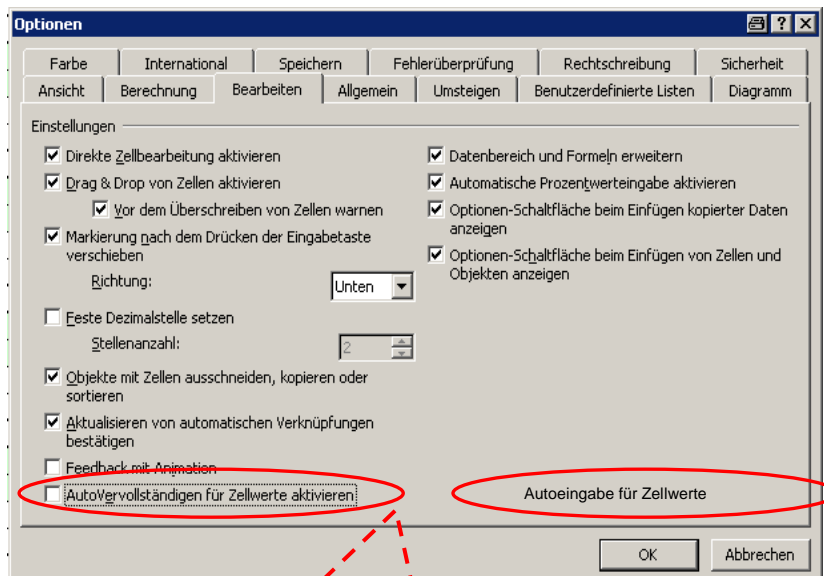 Optionen
Farbe
International
Speichern
Fehlerüberprüfung
Rechtschreibung
Sicherheit
Ansicht
Berechnung
Bearbeiten
Allgemein
Umsteigen
Benutzerdefinierte Listen
Diagramm
Einstellungen
Direkte Zellbearbeitung aktivieren
Drag & Drop von Zellen aktivieren
Vor dem Überschreiben von Zellen warnen
Markierung nach dem Drücken der Eingabetaste
verschieben
Richtung:
Unten
Feste Dezimalstelle setzen
Stellenanzahl:
2
Objekte mit Zellen ausschneiden, kopieren oder
sortieren
Aktualisieren von automatischen Verknüpfungen
bestätigen
Feedback mit Animation
AutoVervollständigen für Zellwerte aktivieren
Datenbereich und Formeln erweitern
Automatische Prozentwerteingabe aktivieren
Optionen-Schaltfläche beim Einfügen kopierter Daten
anzeigen
Optionen-Schaltfläche beim Einfügen von Zellen und
Objekten anzeigen
Autoeingabe für Zellwerte
OK
Abbrechen